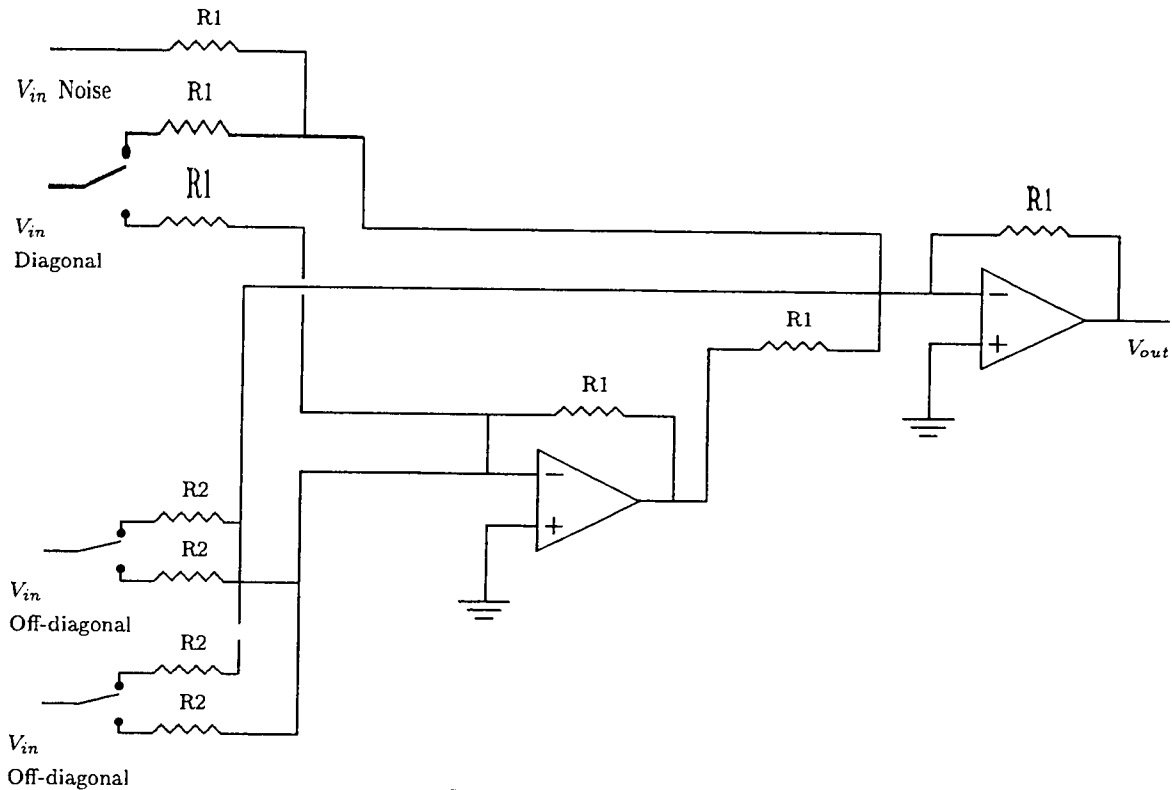 R1
V_in Noise
R1
R1
V_in
Diagonal
R1
−
+
V_out
R1
R1
−
+
R2
R2
V_in
Off-diagonal
R2
R2
V_in
Off-diagonal